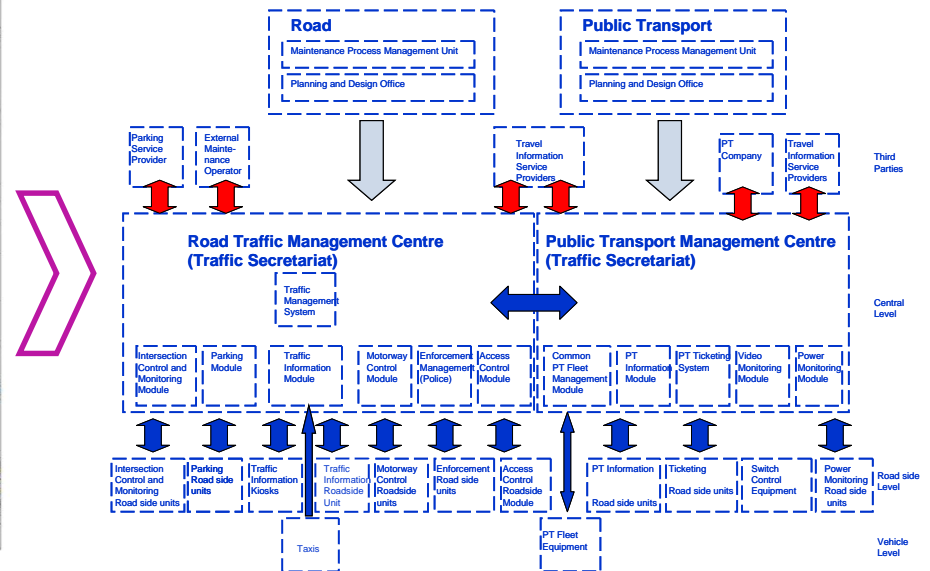 Road
Maintenance Process Management Unit
Planning and Design Office
Public Transport
Maintenance Process Management Unit
Planning and Design Office
Parking
Service
Provider
External
Mainte-
nance
Operator
Travel
Information
Service
Providers
PT
Company
Travel
Information
Service
Providers
Third
Parties
Road Traffic Management Centre
(Traffic Secretariat)
Traffic
Management
System
Public Transport Management Centre
(Traffic Secretariat)
Central
Level
Intersection
Control and
Monitoring
Module
Parking
Module
Traffic
Information
Module
Motorway
Control
Module
Enforcement
Management
(Police)
Access
Control
Module
Common
PT Fleet
Management
Module
PT
Information
Module
PT Ticketing
System
Video
Monitoring
Module
Power
Monitoring
Module
Intersection
Control and
Monitoring
Road side units
Parking
Road side
units
Traffic
Information
Kiosks
Traffic
Information
Roadside
Unit
Motorway
Control
Roadside
units
Enforcement
Road side
units
Access
Control
Roadside
Module
PT Information
Road side units
Ticketing
Road side units
Switch
Control
Equipment
Power
Monitoring
Road side
units
Road side
Level
Taxis
PT Fleet
Equipment
Vehicle
Level